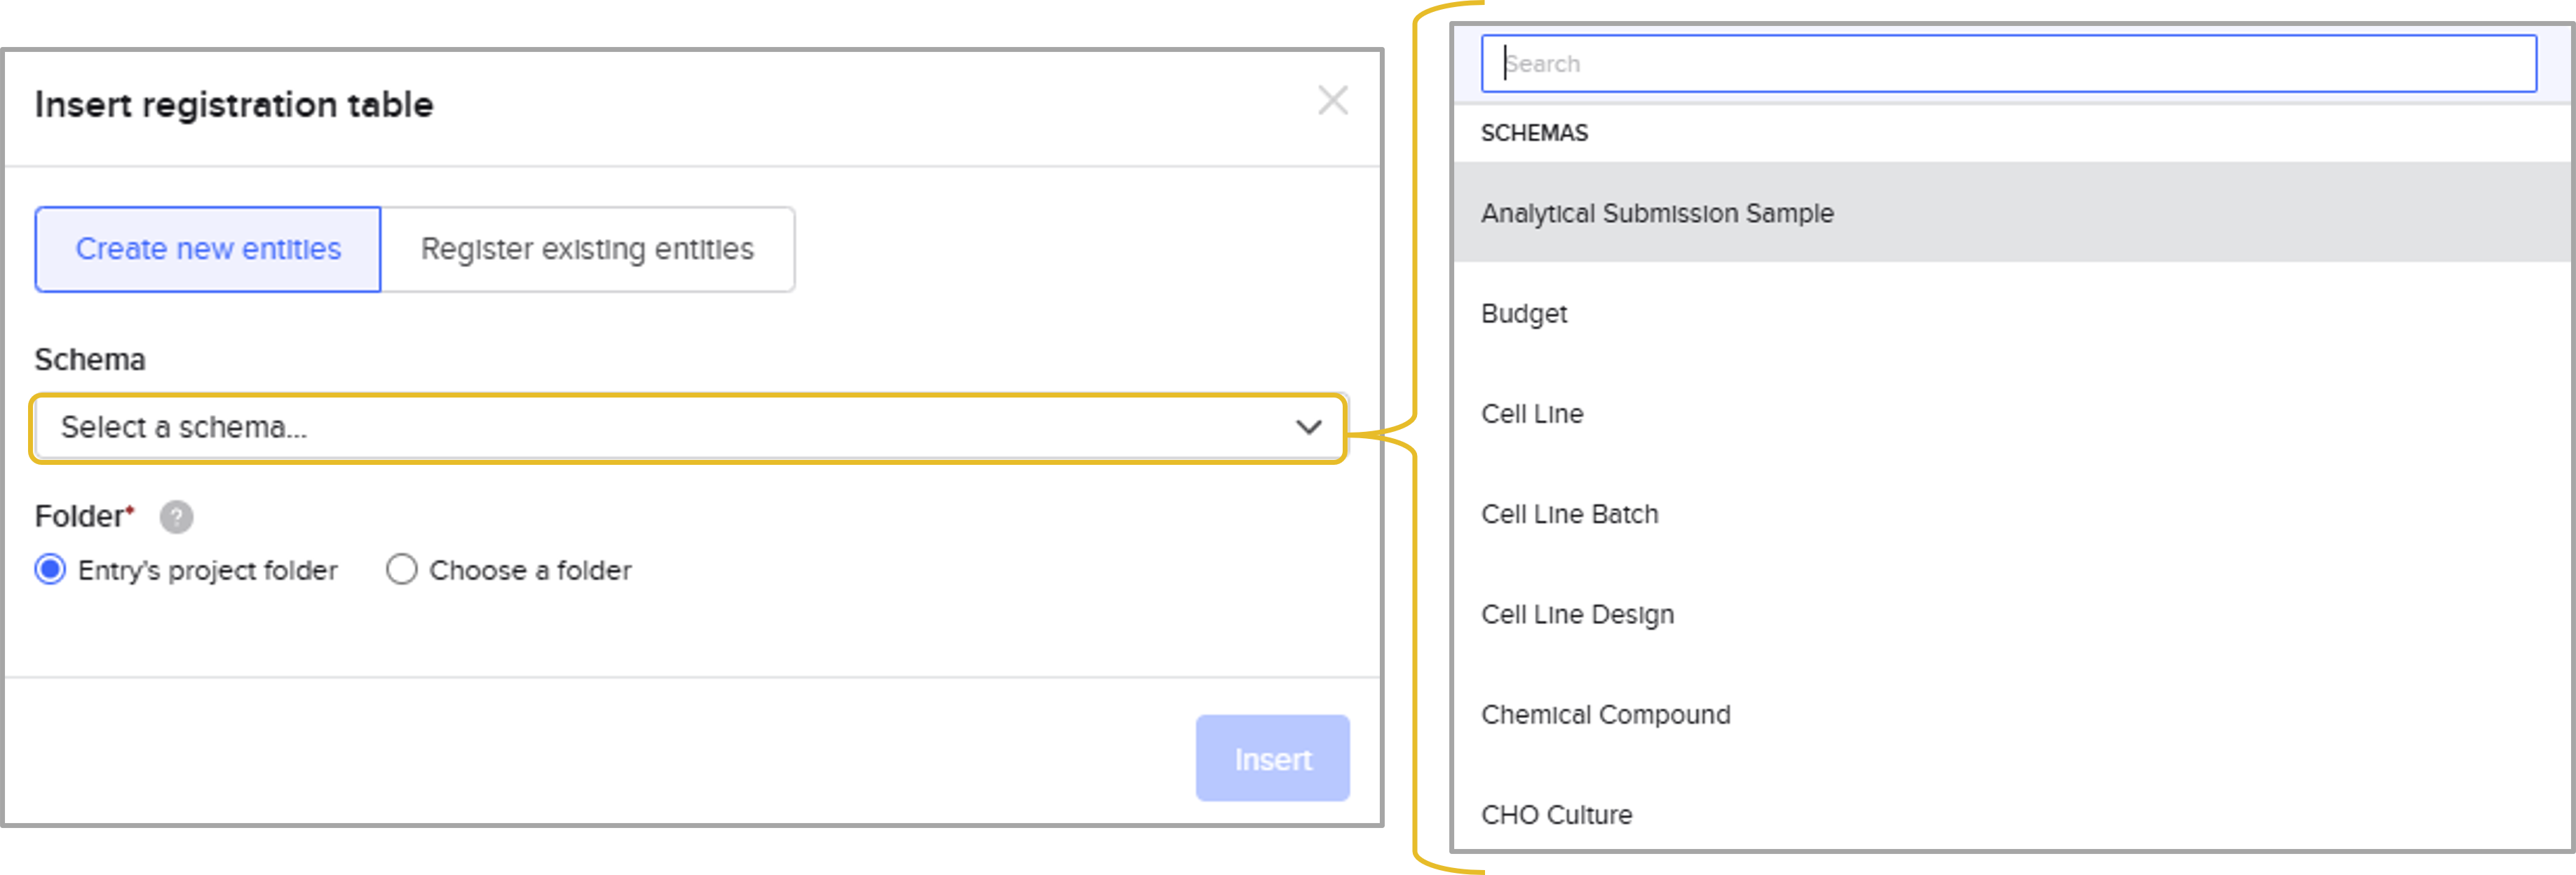 Insert registration table
Create new entities
Register existing entities
Schema
Select a schema...
Folder*
?
Entry's project folder
Choose a folder
Insert
Search
SCHEMAS
Analytical Submission Sample
Budget
Cell Line
Cell Line Batch
Cell Line Design
Chemical Compound
CHO Culture